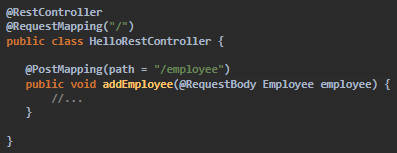 @RestController
@RequestMapping("/")
public class HelloRestController {
@PostMapping(path = "/employee")
public void addEmployee(@RequestBody Employee employee) {
//...
}
}